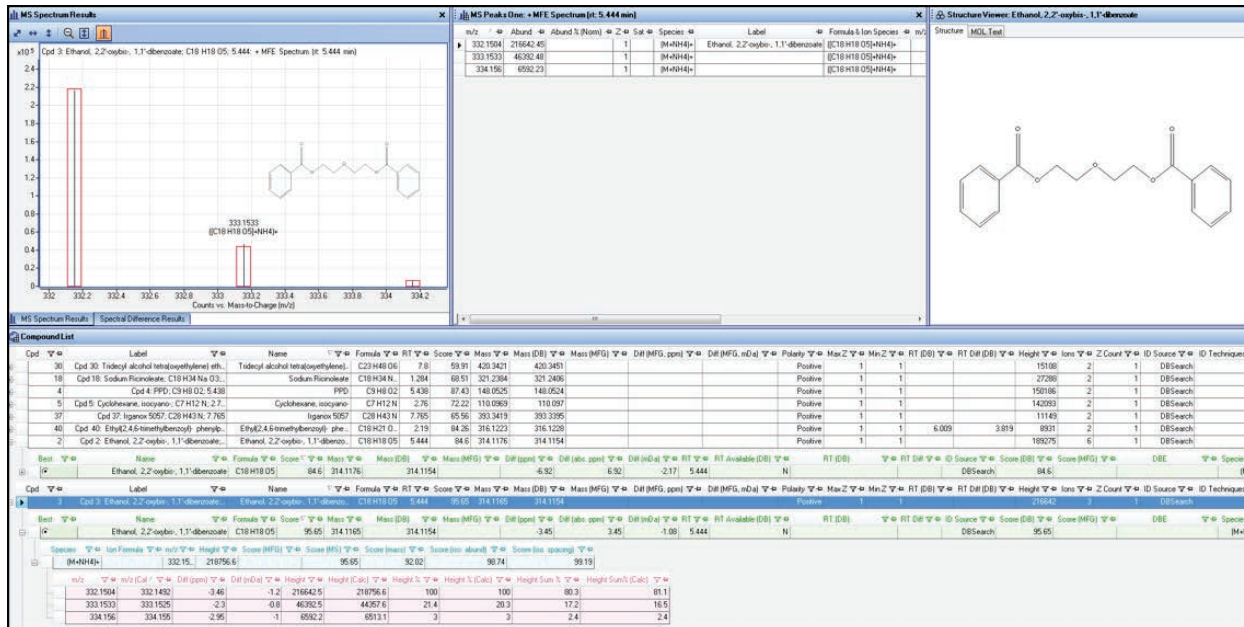 MS Spectrum Results
x10 5 Cpd 3: Ethanol, 2,2'-oxybis-, 1,1'-dibenzoate; C18 H18 O5; 5.444: + MFE Spectrum (rt: 5.444 min)
2.4
2.2
2
1.8
1.6
1.4
1.2
1
0.8
0.6
0.4
0.2
0
333.1533
([C18 H18 O5]+NH4)+
332 332.2 332.4 332.6 332.8 333 333.2 333.4 333.6 333.8 334 334.2
Counts vs. Mass-to-Charge (m/z)
MS Spectrum Results Spectral Difference Results
MS Peaks One: + MFE Spectrum (rt: 5.444 min)
m/z Abund Abund % (Norm) Z Sat Species Label Formula & Ion Species m/z
332.1504 216642.45 1 (M+NH4)+ Ethanol, 2,2'-oxybis-, 1,1'-dibenzoate ([C18 H18 O5]+NH4)+
333.1533 46392.48 1 (M+NH4)+ ([C18 H18 O5]+NH4)+
334.156 6592.23 1 (M+NH4)+ ([C18 H18 O5]+NH4)+
Structure Viewer: Ethanol, 2,2'-oxybis-, 1,1'-dibenzoate
Structure MOL Text
Compound List
Cpd Label Name Formula RT Score Mass Mass (DB) Mass (MFG) Diff (MFG, ppm) Diff (MFG, mDa) Polarity Max Z Min Z RT (DB) RT Diff (DB) Height Ions Z Count ID Source ID Techniques
30 Cpd 30: Tridecyl alcohol tetra(oxyethylene) eth... Tridecyl alcohol tetra(oxyethylene).. C23 H48 O6 7.8 59.91 420.3421 420.3451 Positive 1 1 15108 2 1 DBSearch
18 Cpd 18: Sodium Ricinoleate; C18 H34 Na O3;... Sodium Ricinoleate C18 H34 N... 1.284 68.51 321.2384 321.2406 Positive 1 1 27288 2 1 DBSearch
4 Cpd 4: PPD; C9 H8 O2; 5.438 PPD C9 H8 O2 5.438 87.43 148.0525 148.0524 Positive 1 1 150186 2 1 DBSearch
5 Cpd 5: Cyclohexane, isocyano-; C7 H12 N; 2.7... Cyclohexane, isocyano- C7 H12 N 2.76 72.22 110.0969 110.097 Positive 1 1 142093 2 1 DBSearch
37 Cpd 37: Irganox 5057; C28 H43 N; 7.765 Irganox 5057 C28 H43 N 7.765 65.56 393.3419 393.3395 Positive 1 1 11149 2 1 DBSearch
40 Cpd 40: Ethyl(2,4,6-trimethylbenzoyl)- phenylp... Ethyl(2,4,6-trimethylbenzoyl)- phe... C18 H21 O... 2.19 84.26 316.1223 316.1228 Positive 1 1 6.009 3.819 8931 2 1 DBSearch
2 Cpd 2: Ethanol, 2,2'-oxybis-, 1,1'-dibenzoate;... Ethanol, 2,2'-oxybis-, 1,1'-dibenzo... C18 H18 O5 5.444 84.6 314.1176 314.1154 Positive 1 1 189275 6 1 DBSearch
Best Name Formula Score Mass Mass (DB) Mass (MFG) Diff (ppm) Diff (abs. ppm) Diff (mDa) RT RT Available (DB) RT (DB) RT Diff ID Source Score (DB) Score (MFG) DBE Species
Ethanol, 2,2'-oxybis-, 1,1'-dibenzoate C18 H18 O5 84.6 314.1176 314.1154 -6.92 6.92 -2.17 5.444 N DBSearch 84.6
Cpd Label Name Formula RT Score Mass Mass (DB) Mass (MFG) Diff (MFG, ppm) Diff (MFG, mDa) Polarity Max Z Min Z RT (DB) RT Diff (DB) Height Ions Z Count ID Source ID Techniques
3 Cpd 3: Ethanol, 2,2'-oxybis-, 1,1'-dibenzoate;... Ethanol, 2,2'-oxybis-, 1,1'-dibenzo... C18 H18 O5 5.444 95.65 314.1165 314.1154 Positive 1 1 216642 3 1 DBSearch
Best Name Formula Score Mass Mass (DB) Mass (MFG) Diff (ppm) Diff (abs. ppm) Diff (mDa) RT RT Available (DB) RT (DB) RT Diff ID Source Score (DB) Score (MFG) DBE Species
Ethanol, 2,2'-oxybis-, 1,1'-dibenzoate C18 H18 O5 95.65 314.1165 314.1154 -3.45 3.45 -1.08 5.444 N DBSearch 95.65
Species Ion Formula m/z Height Score (MFG) Score (MS) Score (mass) Score (iso. abund) Score (iso. spacing)
(M+NH4)+ 332.15... 218756.6 95.65 92.02 98.74 99.19
m/z m/z (Calc) Diff (ppm) Diff (mDa) Height Height (Calc) Height % Height % (Calc) Height Sum % Height Sum% (Calc)
332.1504 332.1492 -3.46 -1.2 216642.5 218756.6 100 100 80.3 81.1
333.1533 333.1525 -2.3 -0.8 46392.5 44357.6 21.4 20.3 17.2 16.5
334.156 334.155 -2.95 -1 6592.2 6513.1 3 3 2.4 2.4